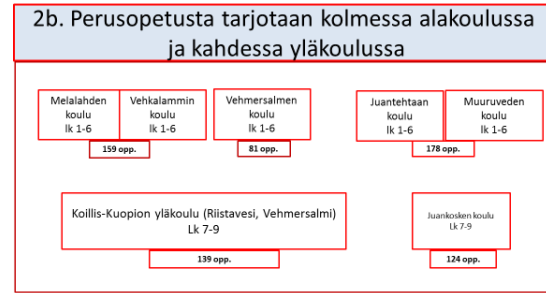 2b. Perusopetusta tarjotaan kolmessa alakoulussa
ja kahdessa yläkoulussa
Melalahden
koulu
lk 1-6
Vehkalammin
koulu
lk 1-6
159 opp.
Vehmersalmen
koulu
lk 1-6
81 opp.
Juantehtaan
koulu
lk 1-6
Muuruveden
koulu
lk 1-6
178 opp.
Koillis-Kuopion yläkoulu (Riistavesi, Vehmersalmi)
Lk 7-9
139 opp.
Juankosken koulu
Lk 7-9
124 opp.